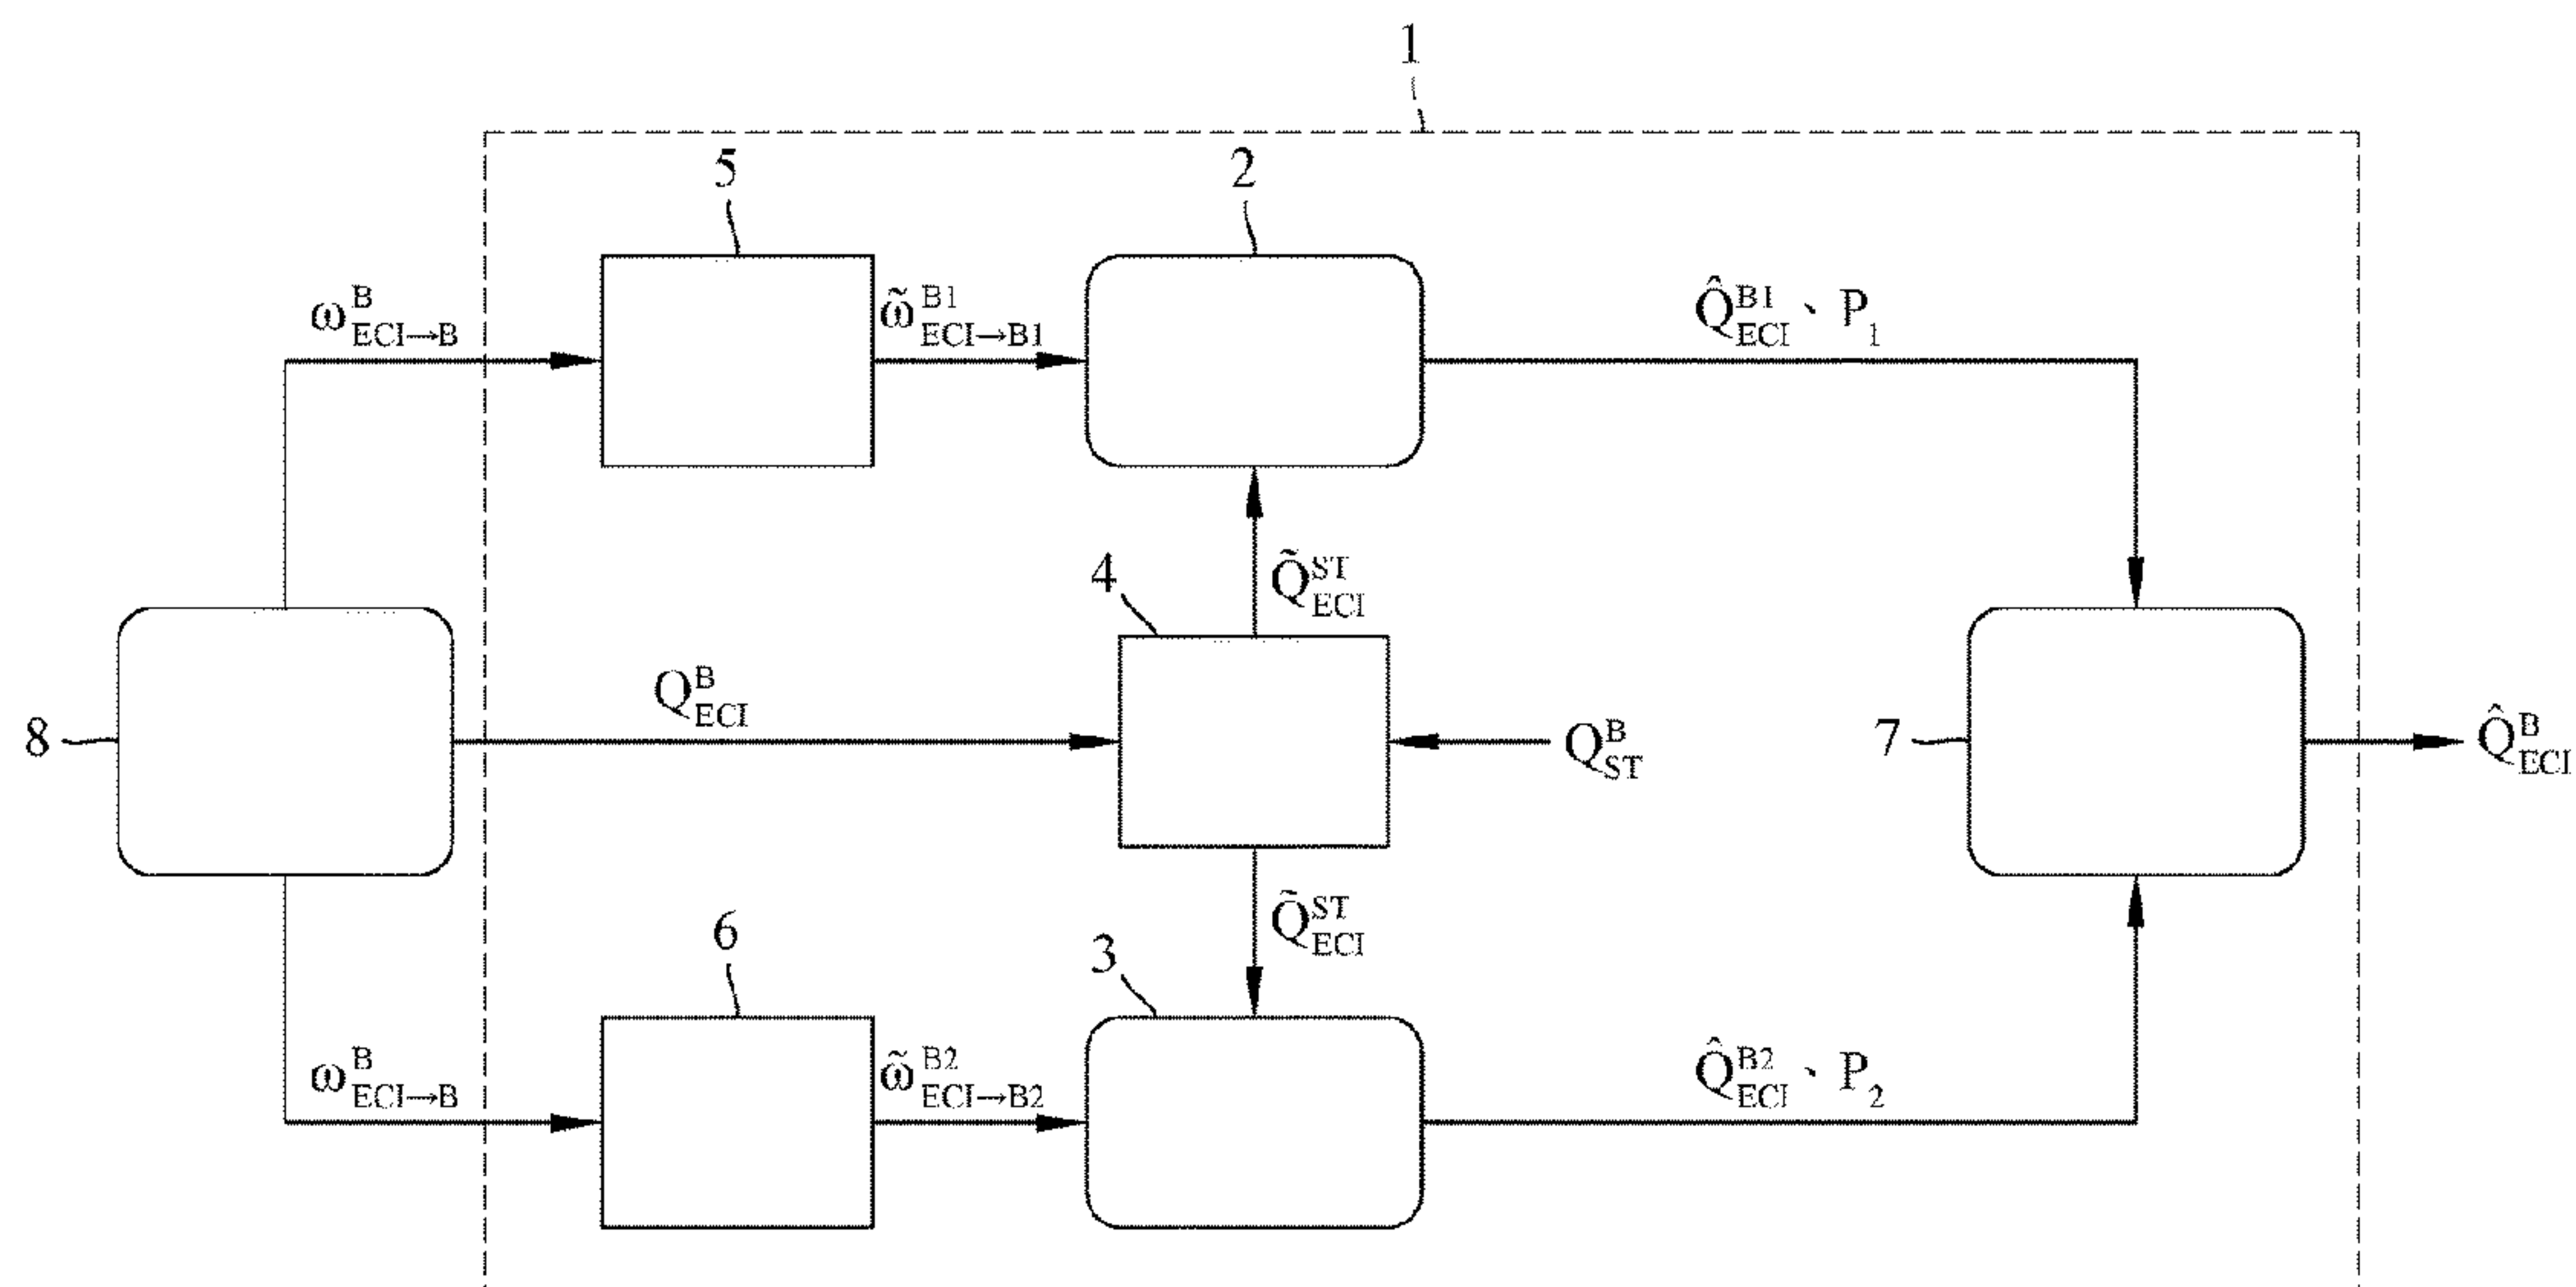 1
5
2
ω^B_ECI→B
ω̃^B1_ECI→B1
Q̂^B1_ECI、P_1
4
Q̃^ST_ECI
8
Q^B_ECI
Q^B_ST
7
Q̂^B_ECI
6
3
Q̃^ST_ECI
ω^B_ECI→B
ω̃^B2_ECI→B2
Q̂^B2_ECI、P_2